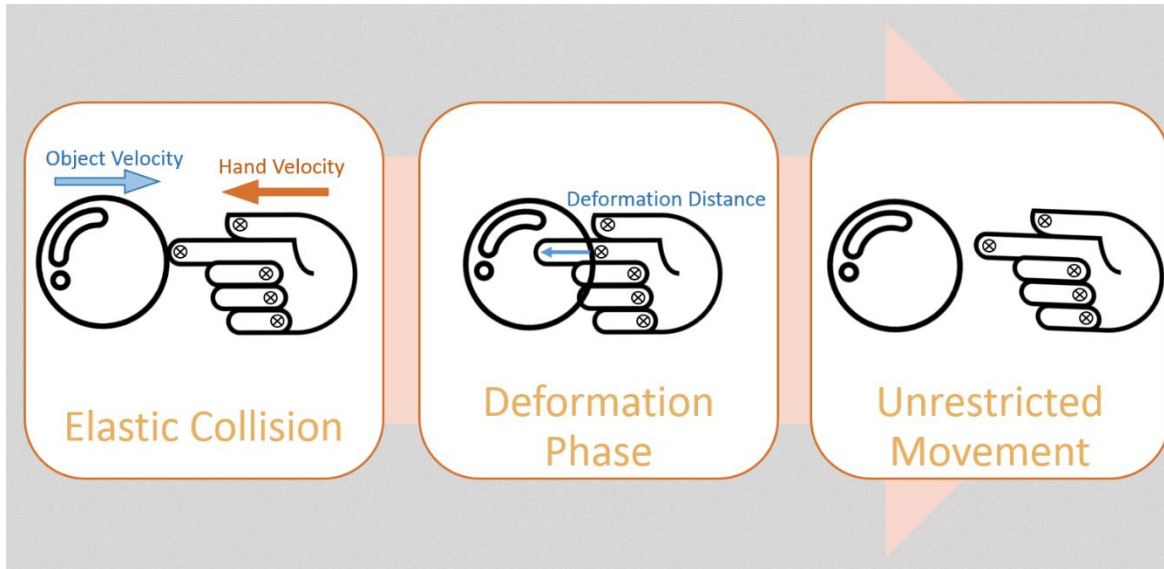 Object Velocity
Hand Velocity
Elastic Collision
Deformation Distance
Deformation
Phase
Unrestricted
Movement